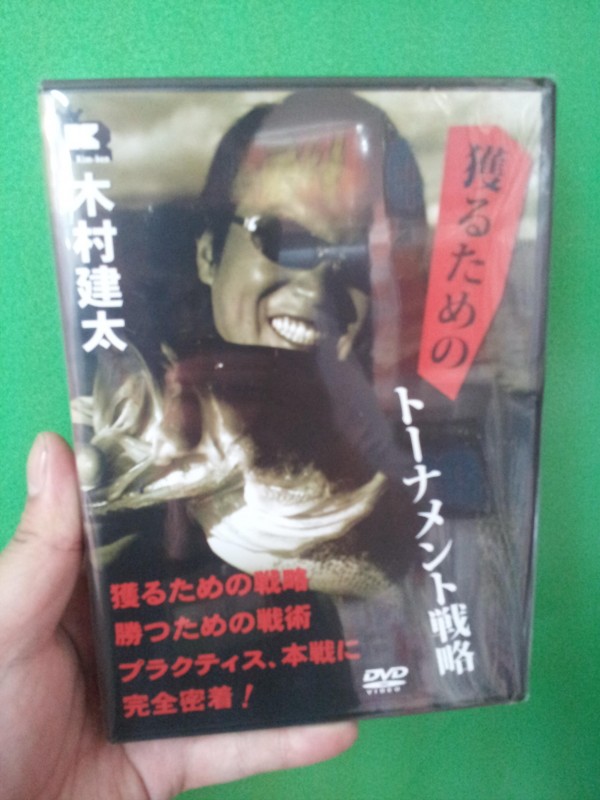 獲るための
トーナメント戦略
K
Kim-ken
木村建太
獲るための戦略
勝つための戦術
プラクティス、本戦に
完全密着！
DVD
VIDEO